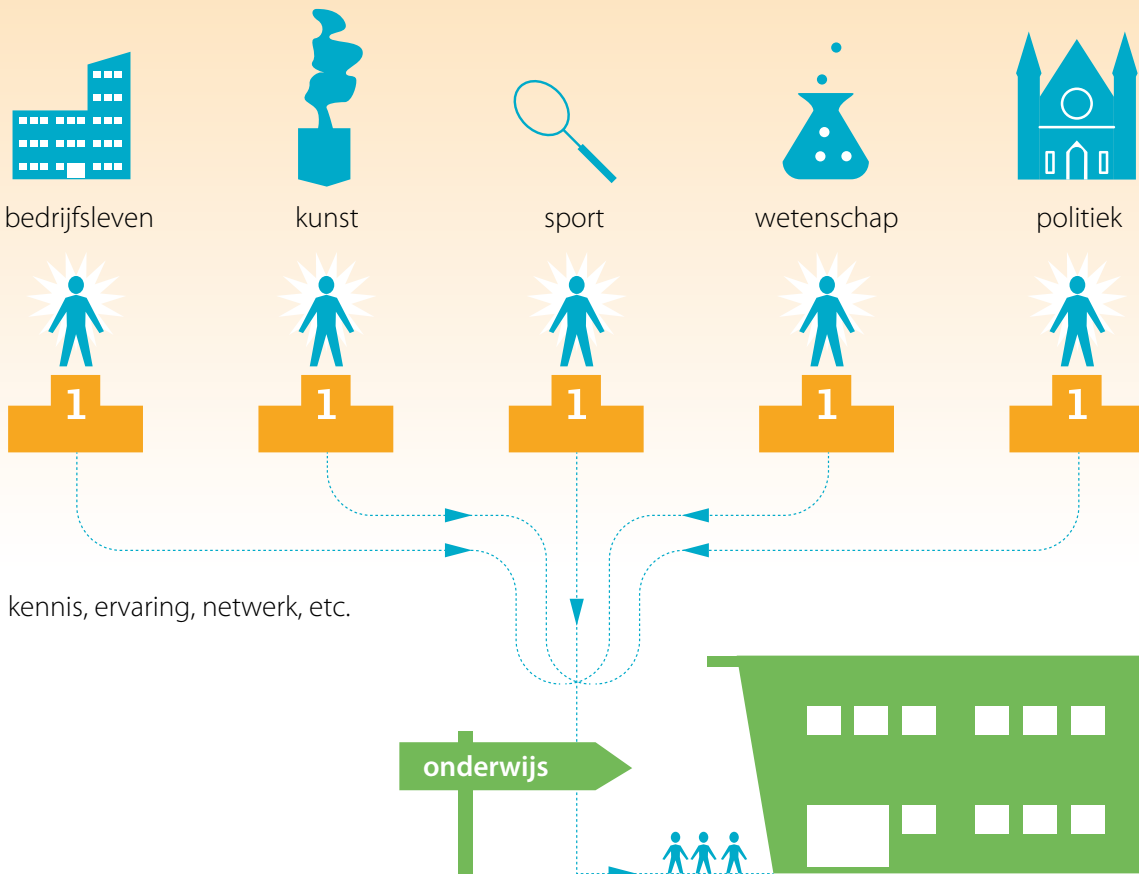 bedrijfsleven kunst sport wetenschap politiek
1 1 1 1 1
kennis, ervaring, netwerk, etc.
onderwijs